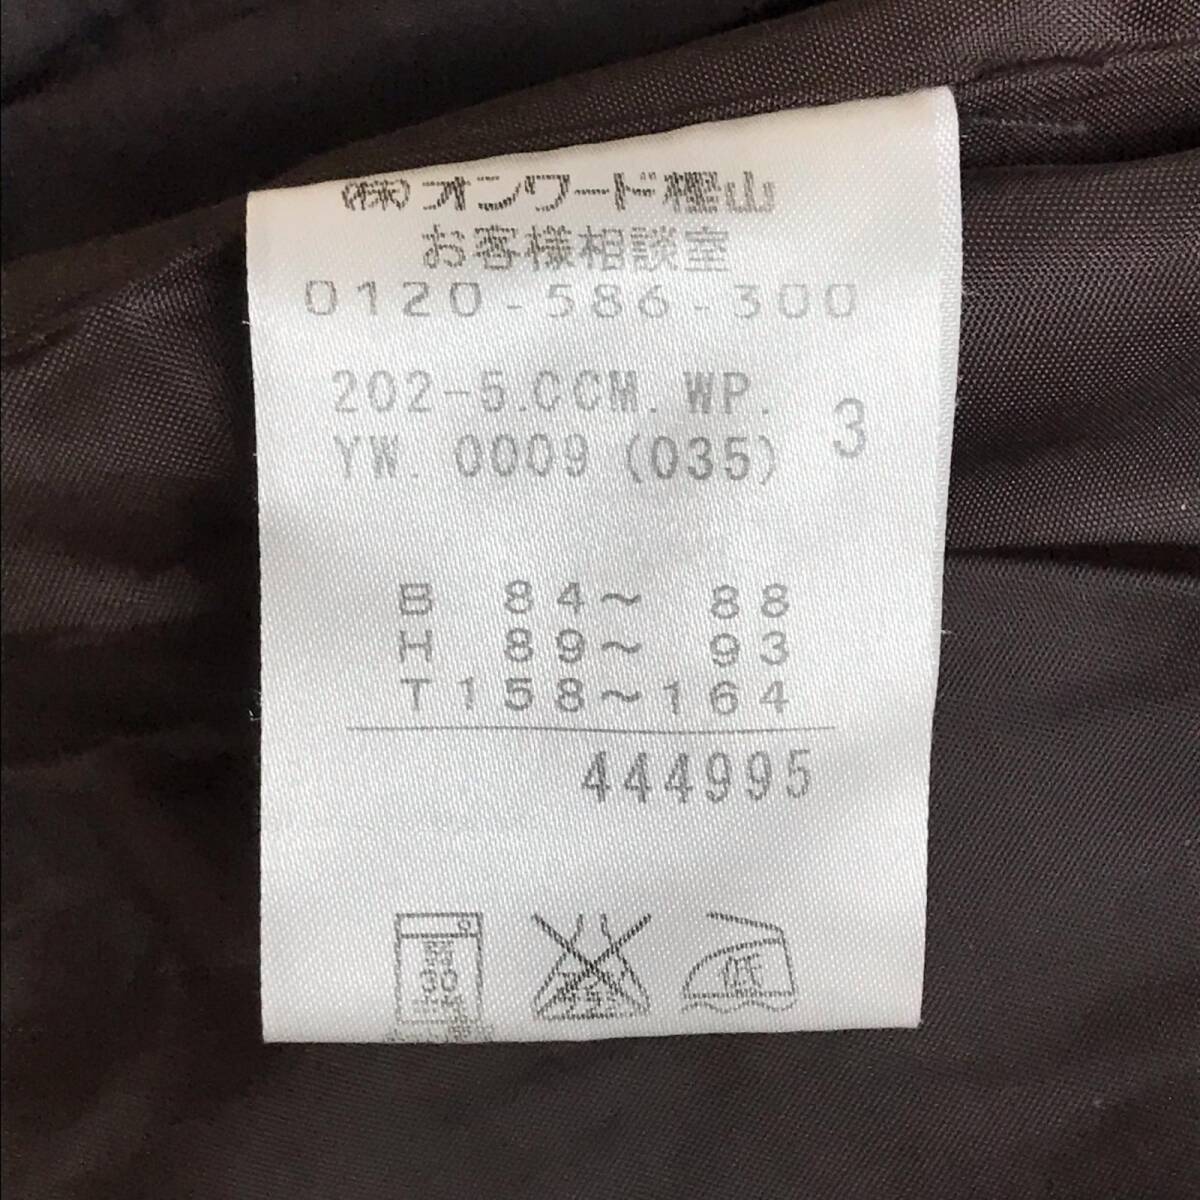 (株)オンワード樫山
お客様相談室
0120-586-300
202-5.CCM.WP.
YW.0009(035) 3
B 84～ 88
H 89～ 93
T158～164
444995
30
低